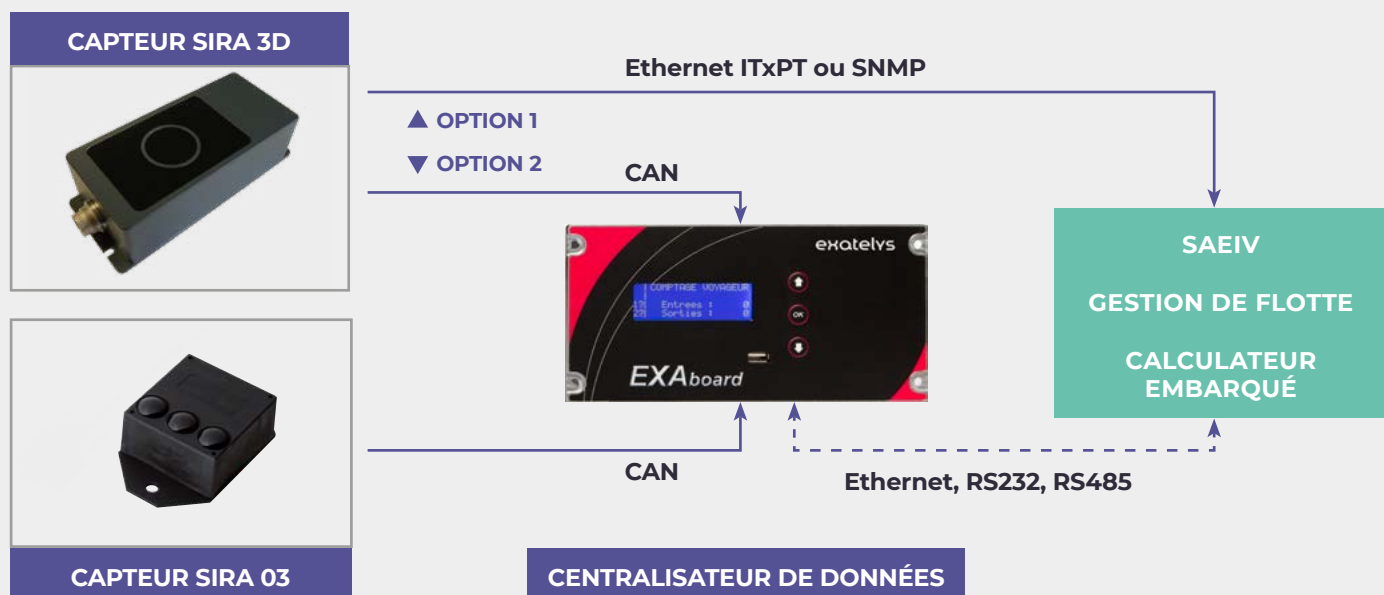 CAPTEUR SIRA 3D
Ethernet ITxPT ou SNMP
▲ OPTION 1
▼ OPTION 2
CAN
exatelys
COMPTAGE VOYAGEUR
Entrees : 0
Sorties : 0
OK
EXAboard
SAEIV
GESTION DE FLOTTE
CALCULATEUR
EMBARQUÉ
CAN
Ethernet, RS232, RS485
CAPTEUR SIRA 03
CENTRALISATEUR DE DONNÉES